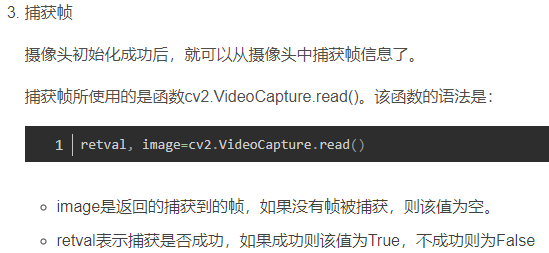 3. 捕获帧
摄像头初始化成功后，就可以从摄像头中捕获帧信息了。
捕获帧所使用的是函数cv2.VideoCapture.read()。该函数的语法是：
1 retval, image=cv2.VideoCapture.read()
image是返回的捕获到的帧，如果没有帧被捕获，则该值为空。
retval表示捕获是否成功，如果成功则该值为True，不成功则为False